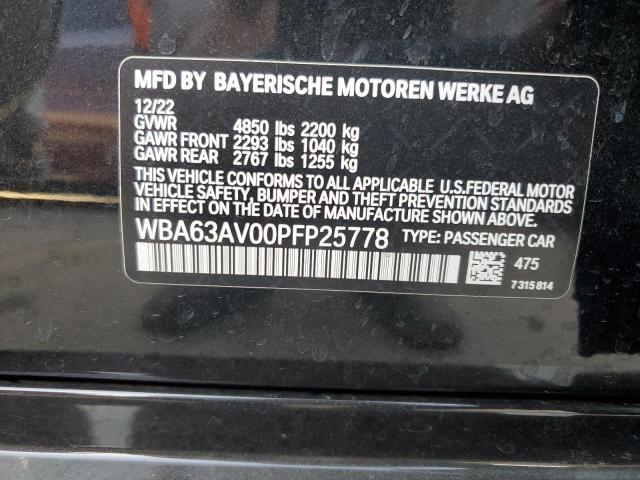 MFD BY BAYERISCHE MOTOREN WERKE AG
12/22
GVWR 4850 lbs 2200 kg
GAWR FRONT 2293 lbs 1040 kg
GAWR REAR 2767 lbs 1255 kg
THIS VEHICLE CONFORMS TO ALL APPLICABLE U.S.FEDERAL MOTOR
VEHICLE SAFETY, BUMPER AND THEFT PREVENTION STANDARDS
IN EFFECT ON THE DATE OF MANUFACTURE SHOWN ABOVE.
WBA63AV00PFP25778 TYPE: PASSENGER CAR
475
7315814